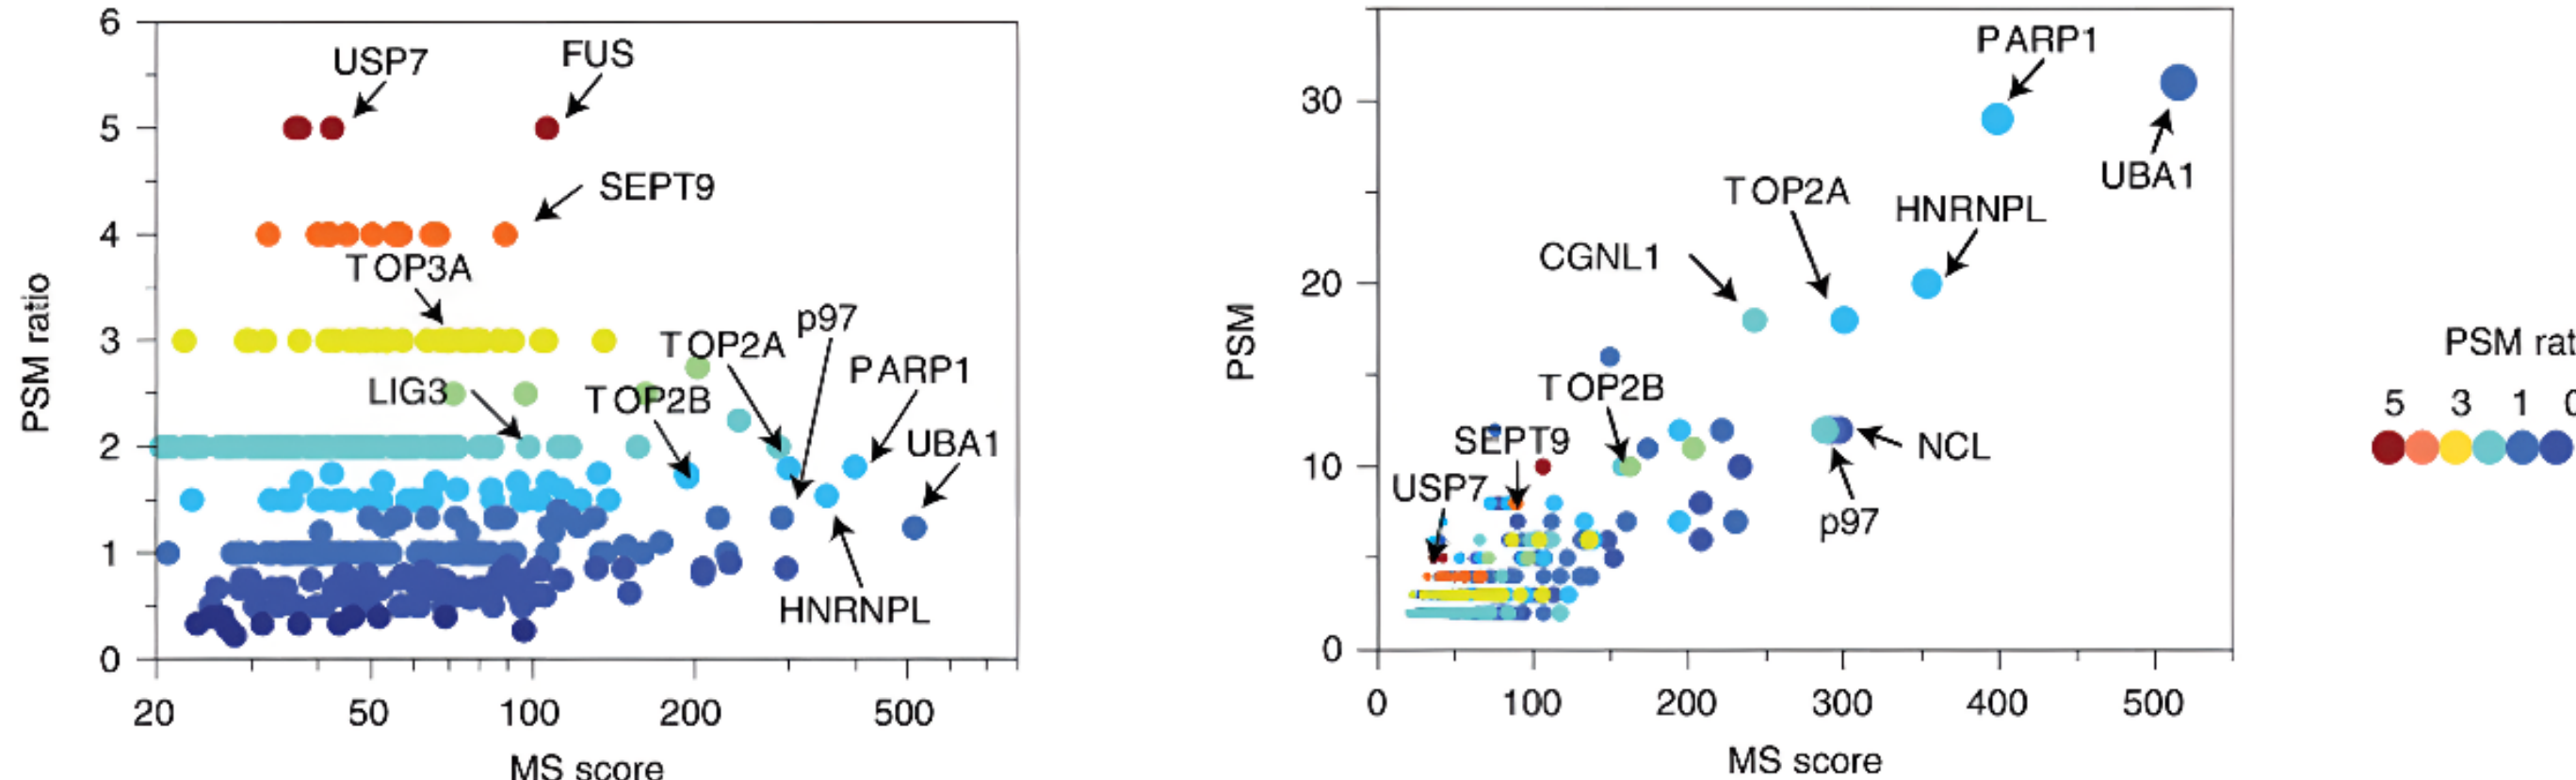 6
USP7
FUS
5
SEPT9
4
TOP3A
3
p97
TOP2A
PARP1
LIG3
TOP2B
2
UBA1
1
HNRNPL
0
20 50 100 200 500
PSM ratio
MS score
PARP1
30
UBA1
TOP2A
HNRNPL
CGNL1
20
TOP2B
SEPT9
NCL
10
USP7
p97
0
0 100 200 300 400 500
PSM
MS score
PSM rat
5 3 1 0